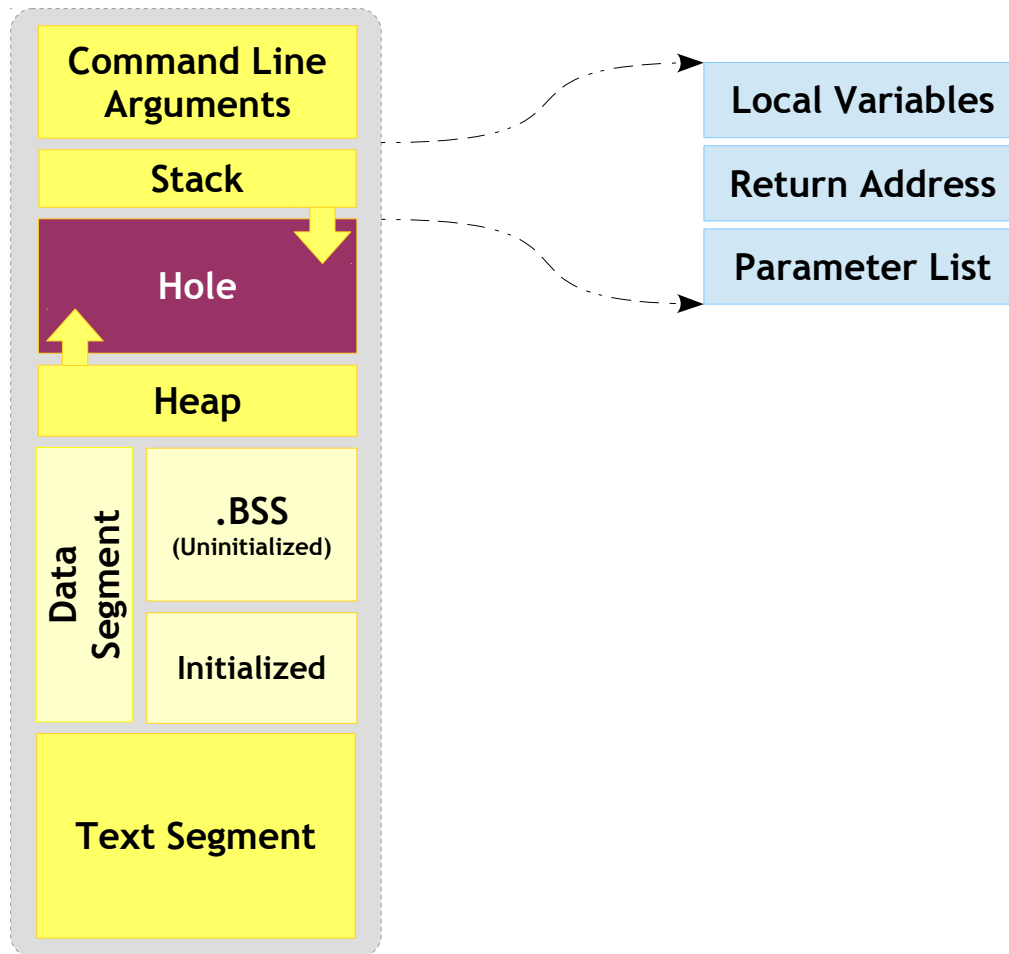 Command Line
Arguments
Stack
Hole
Heap
Data
Segment
.BSS
(Uninitialized)
Initialized
Text Segment
Local Variables
Return Address
Parameter List